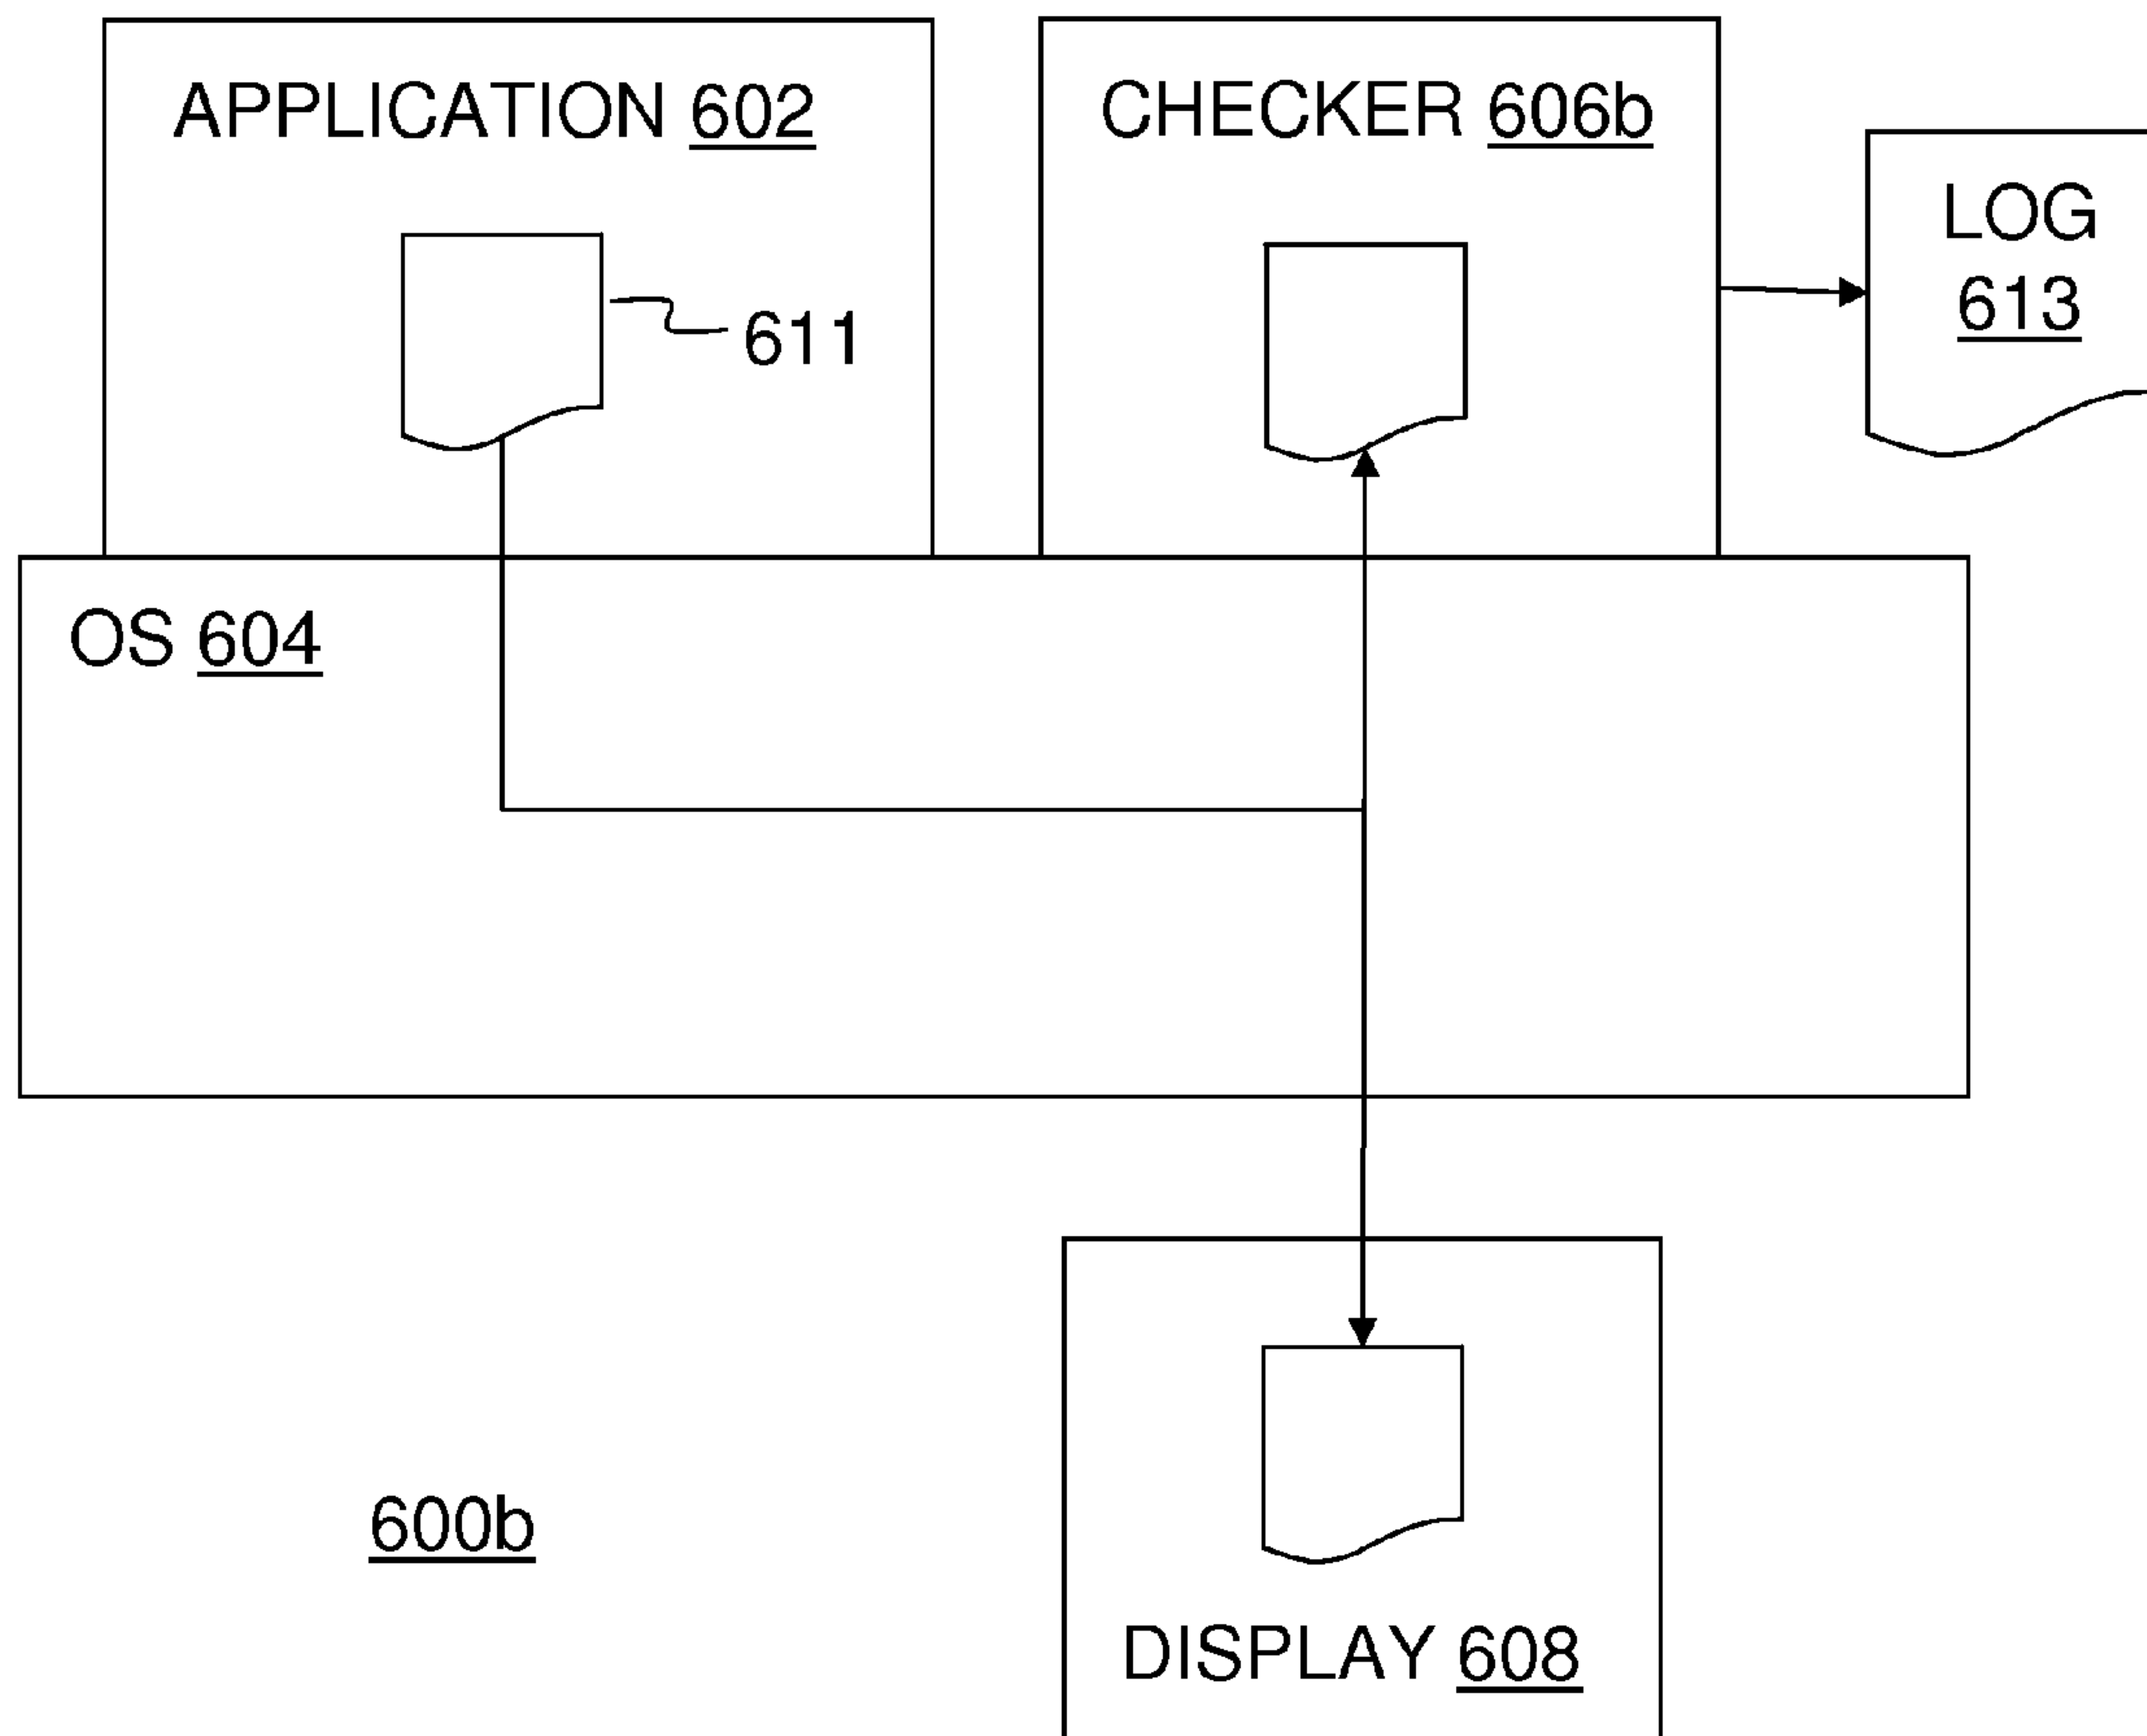 APPLICATION 602
CHECKER 606b
LOG
613
611
OS 604
600b
DISPLAY 608